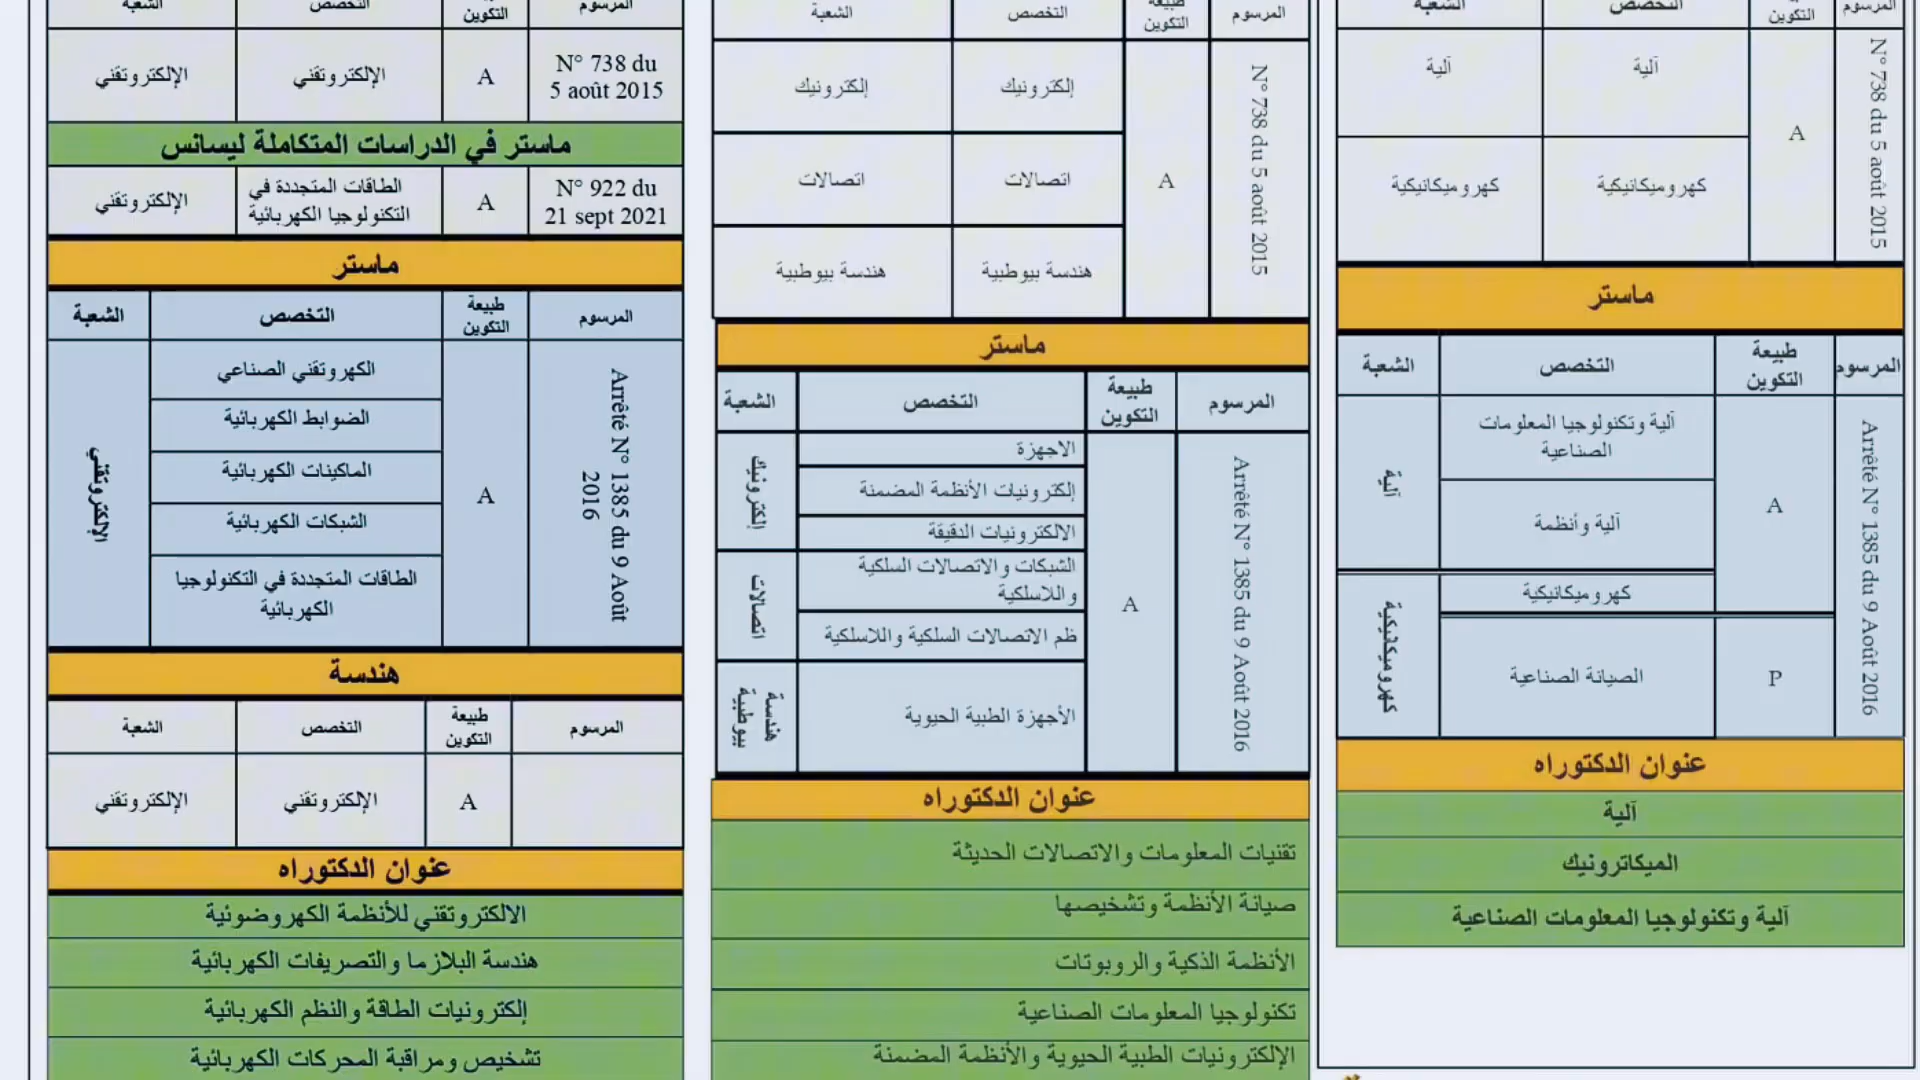 المرسوم
التكوين
التخصص
الشعبة
N° 738 du 5 août 2015
A
آلية
آلية
كهروميكانيكية
كهروميكانيكية
ماستر
المرسوم
طبيعة
التكوين
التخصص
الشعبة
Arrêté N° 1385 du 9 Août 2016
A
آلية وتكنولوجيا المعلومات
الصناعية
آلية
آلية وأنظمة
كهروميكانيكية
كهروميكانيكية
P
الصيانة الصناعية
عنوان الدكتوراه
آلية
الميكاترونيك
آلية وتكنولوجيا المعلومات الصناعية
المرسوم
طبيعة
التكوين
التخصص
الشعبة
N° 738 du 5 août 2015
A
إلكترونيك
إلكترونيك
اتصالات
اتصالات
هندسة بيوطبية
هندسة بيوطبية
ماستر
المرسوم
طبيعة
التكوين
التخصص
الشعبة
Arrêté N° 1385 du 9 Août 2016
A
الاجهزة
إلكترونيك
إلكترونيات الأنظمة المضمنة
الالكترونيات الدقيقة
الشبكات والاتصالات السلكية
واللاسلكية
اتصالات
ظم الاتصالات السلكية واللاسلكية
الأجهزة الطبية الحيوية
هندسة
بيوطبية
عنوان الدكتوراه
تقنيات المعلومات والاتصالات الحديثة
صيانة الأنظمة وتشخيصها
الأنظمة الذكية والروبوتات
تكنولوجيا المعلومات الصناعية
الإلكترونيات الطبية الحيوية والأنظمة المضمنة
المرسوم
التكوين
التخصص
الشعبة
N° 738 du
5 août 2015
A
الإلكتروتقني
الإلكتروتقني
ماستر في الدراسات المتكاملة ليسانس
N° 922 du
21 sept 2021
A
الطاقات المتجددة في
التكنولوجيا الكهربائية
الإلكتروتقني
ماستر
المرسوم
طبيعة
التكوين
التخصص
الشعبة
Arrêté N° 1385 du 9 Août
2016
A
الكهروتقني الصناعي
الإلكتروتقني
الضوابط الكهربائية
الماكينات الكهربائية
الشبكات الكهربائية
الطاقات المتجددة في التكنولوجيا
الكهربائية
هندسة
المرسوم
طبيعة
التكوين
التخصص
الشعبة
A
الإلكتروتقني
الإلكتروتقني
عنوان الدكتوراه
الالكتروتقني للأنظمة الكهروضوئية
هندسة البلازما والتصريفات الكهربائية
إلكترونيات الطاقة والنظم الكهربائية
تشخيص ومراقبة المحركات الكهربائية